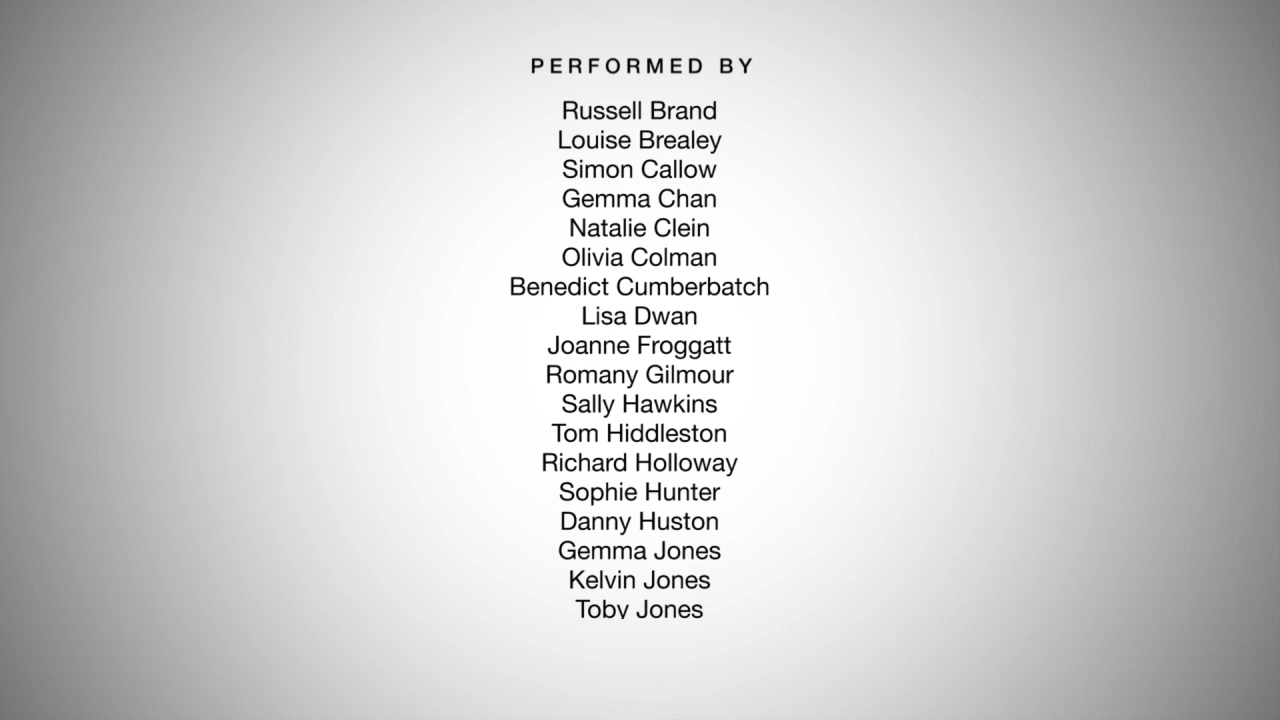 PERFORMED BY
Russell Brand
Louise Brealey
Simon Callow
Gemma Chan
Natalie Clein
Olivia Colman
Benedict Cumberbatch
Lisa Dwan
Joanne Froggatt
Romany Gilmour
Sally Hawkins
Tom Hiddleston
Richard Holloway
Sophie Hunter
Danny Huston
Gemma Jones
Kelvin Jones
Toby Jones